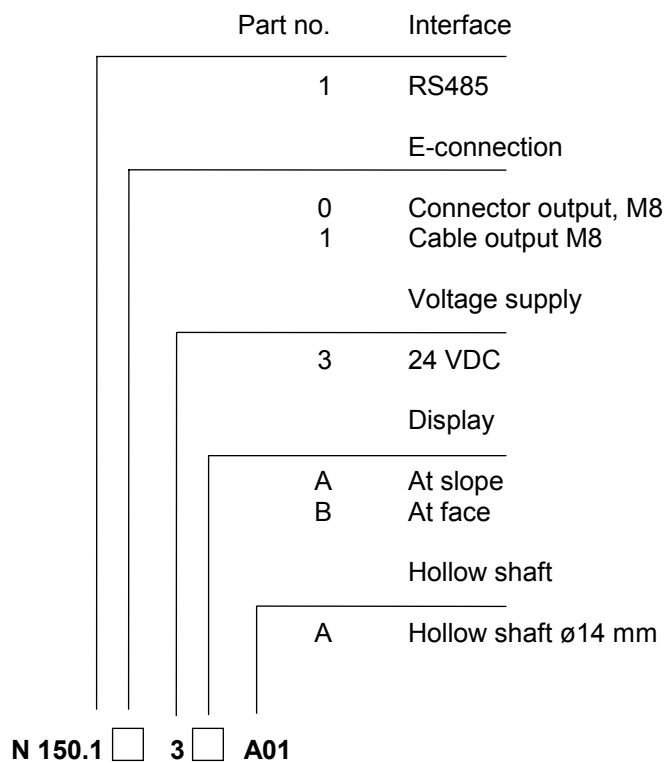 Part no. Interface
1 RS485
E-connection
0 Connector output, M8
1 Cable output M8
Voltage supply
3 24 VDC
Display
A At slope
B At face
Hollow shaft
A Hollow shaft ø14 mm
N 150.1 3 A01